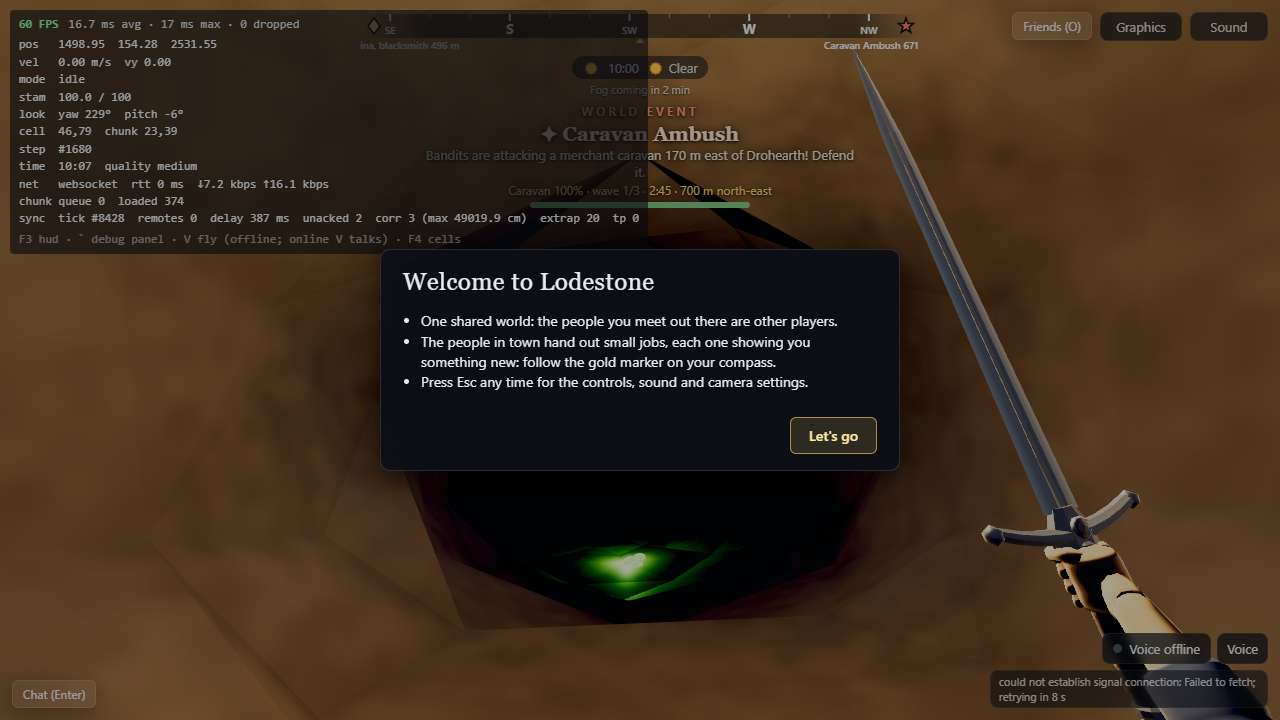 60 FPS 16.7 ms avg · 17 ms max · 0 dropped
pos 1498.95 154.28 2531.55
vel 0.00 m/s vy 0.00
mode idle
stam 100.0 / 100
look yaw 229° pitch -6°
cell 46,79 chunk 23,39
step #1680
time 10:07 quality medium
net websocket rtt 0 ms ↓7.2 kbps ↑16.1 kbps
chunk queue 0 loaded 374
sync tick #8428 remotes 0 delay 387 ms unacked 2 corr 3 (max 49019.9 cm) extrap 20 tp 0
F3 hud · ` debug panel · V fly (offline; online V talks) · F4 cells
SE S SW W NW
ina, blacksmith 496 m
Caravan Ambush 671
Friends (O)
Graphics
Sound
10:00 Clear
Fog coming in 2 min
WORLD EVENT
✦ Caravan Ambush
Bandits are attacking a merchant caravan 170 m east of Drohearth! Defend
it.
Caravan 100% · wave 1/3 · 2:45 · 700 m north-east
Welcome to Lodestone
• One shared world: the people you meet out there are other players.
• The people in town hand out small jobs, each one showing you
something new: follow the gold marker on your compass.
• Press Esc any time for the controls, sound and camera settings.
Let's go
Voice offline
Voice
could not establish signal connection: Failed to fetch;
retrying in 8 s
Chat (Enter)